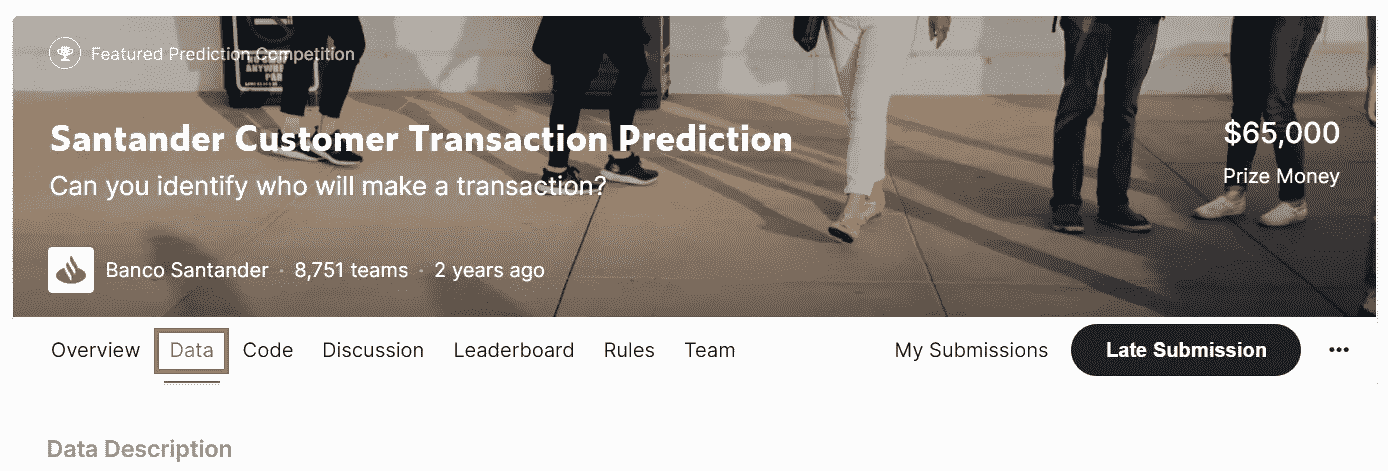 Featured Prediction Competition
Santander Customer Transaction Prediction
Can you identify who will make a transaction?
$65,000
Prize Money
Banco Santander · 8,751 teams · 2 years ago
Overview Data Code Discussion Leaderboard Rules Team My Submissions Late Submission
Data Description